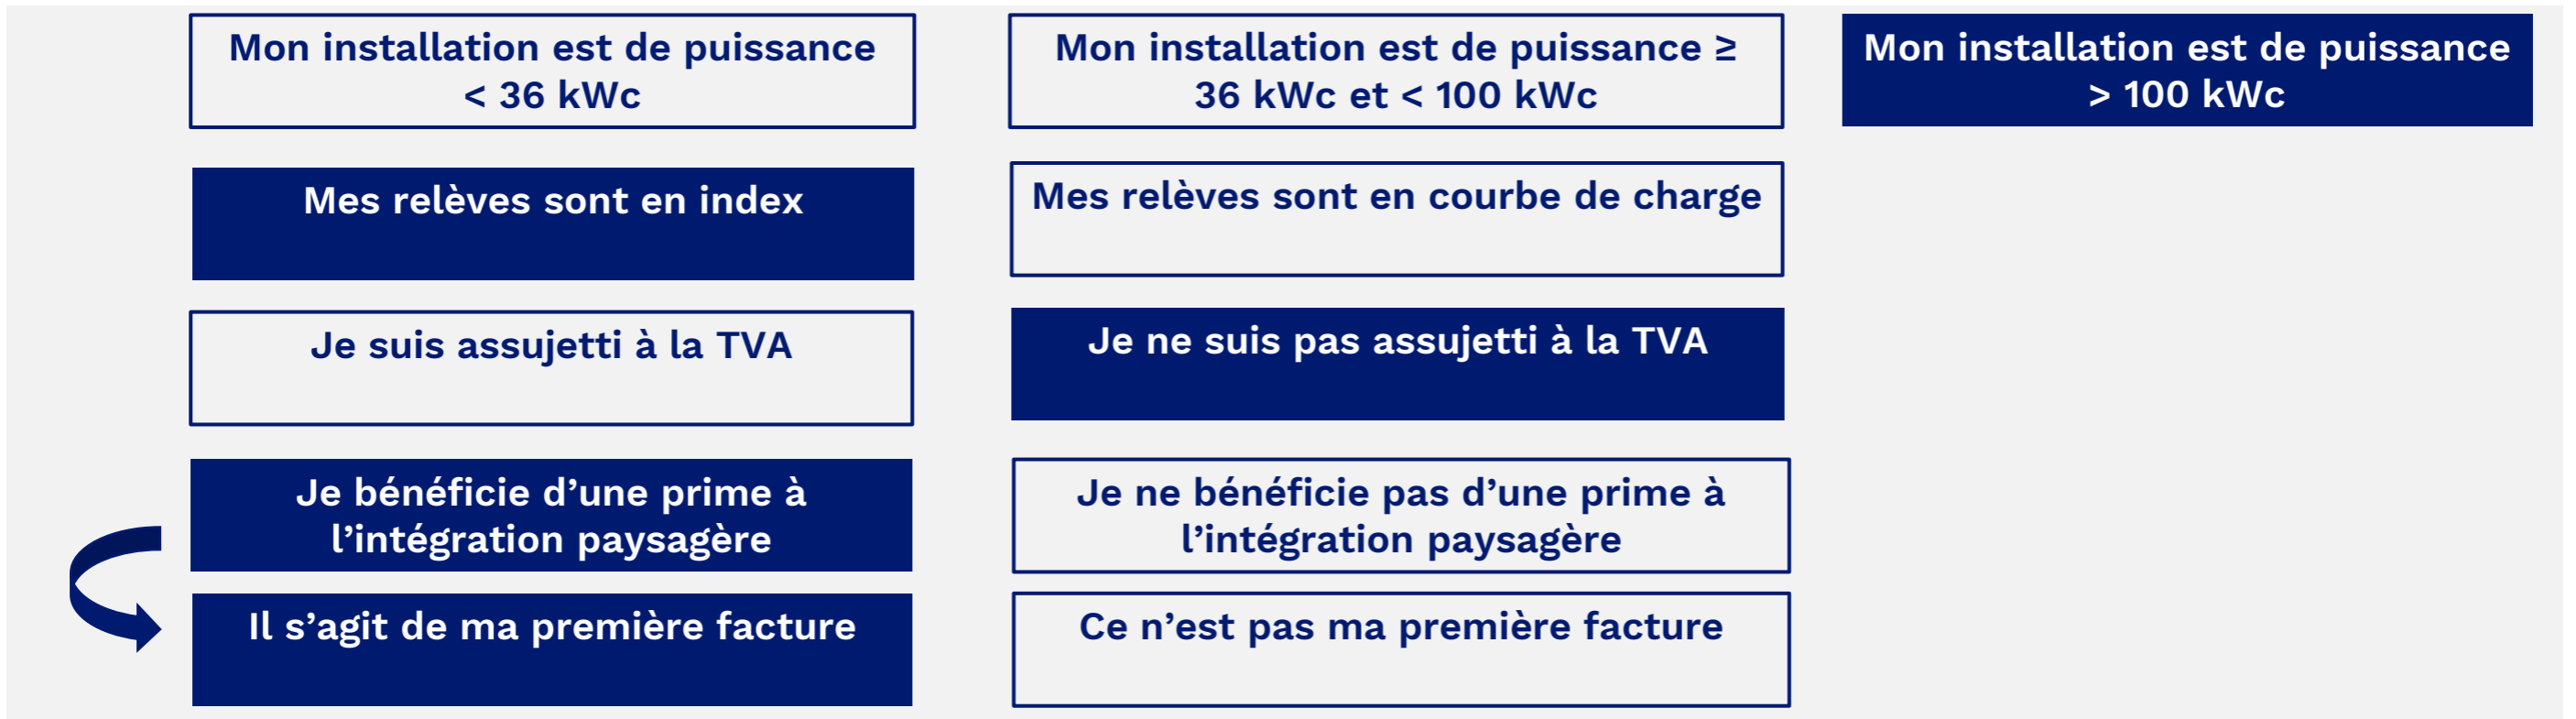 Mon installation est de puissance
< 36 kWc
Mon installation est de puissance ≥
36 kWc et < 100 kWc
Mon installation est de puissance
> 100 kWc
Mes relèves sont en index
Mes relèves sont en courbe de charge
Je suis assujetti à la TVA
Je ne suis pas assujetti à la TVA
Je bénéficie d’une prime à
l’intégration paysagère
Je ne bénéficie pas d’une prime à
l’intégration paysagère
Il s’agit de ma première facture
Ce n’est pas ma première facture